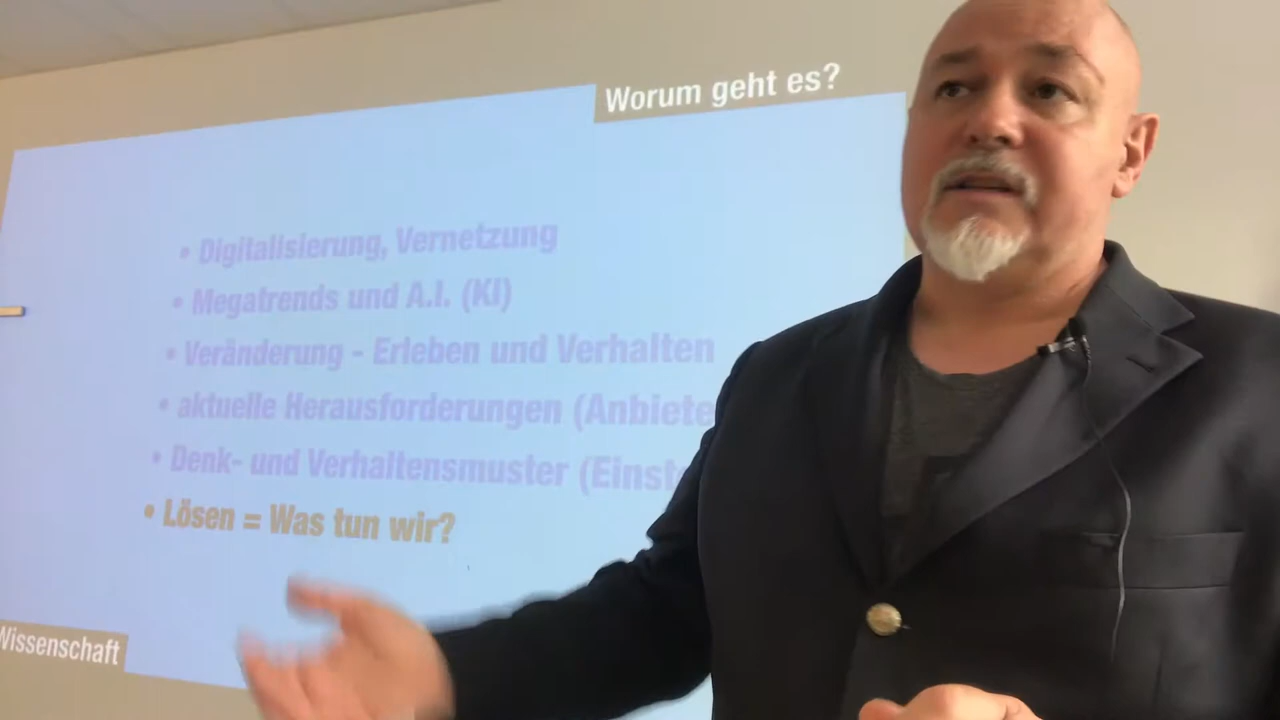 Worum geht es?
• Digitalisierung, Vernetzung
• Megatrends und A.I. (KI)
• Veränderung - Erleben und Verhalten
• aktuelle Herausforderungen (Anbiete
• Denk- und Verhaltensmuster (Einst
• Lösen = Was tun wir?
Wissenschaft